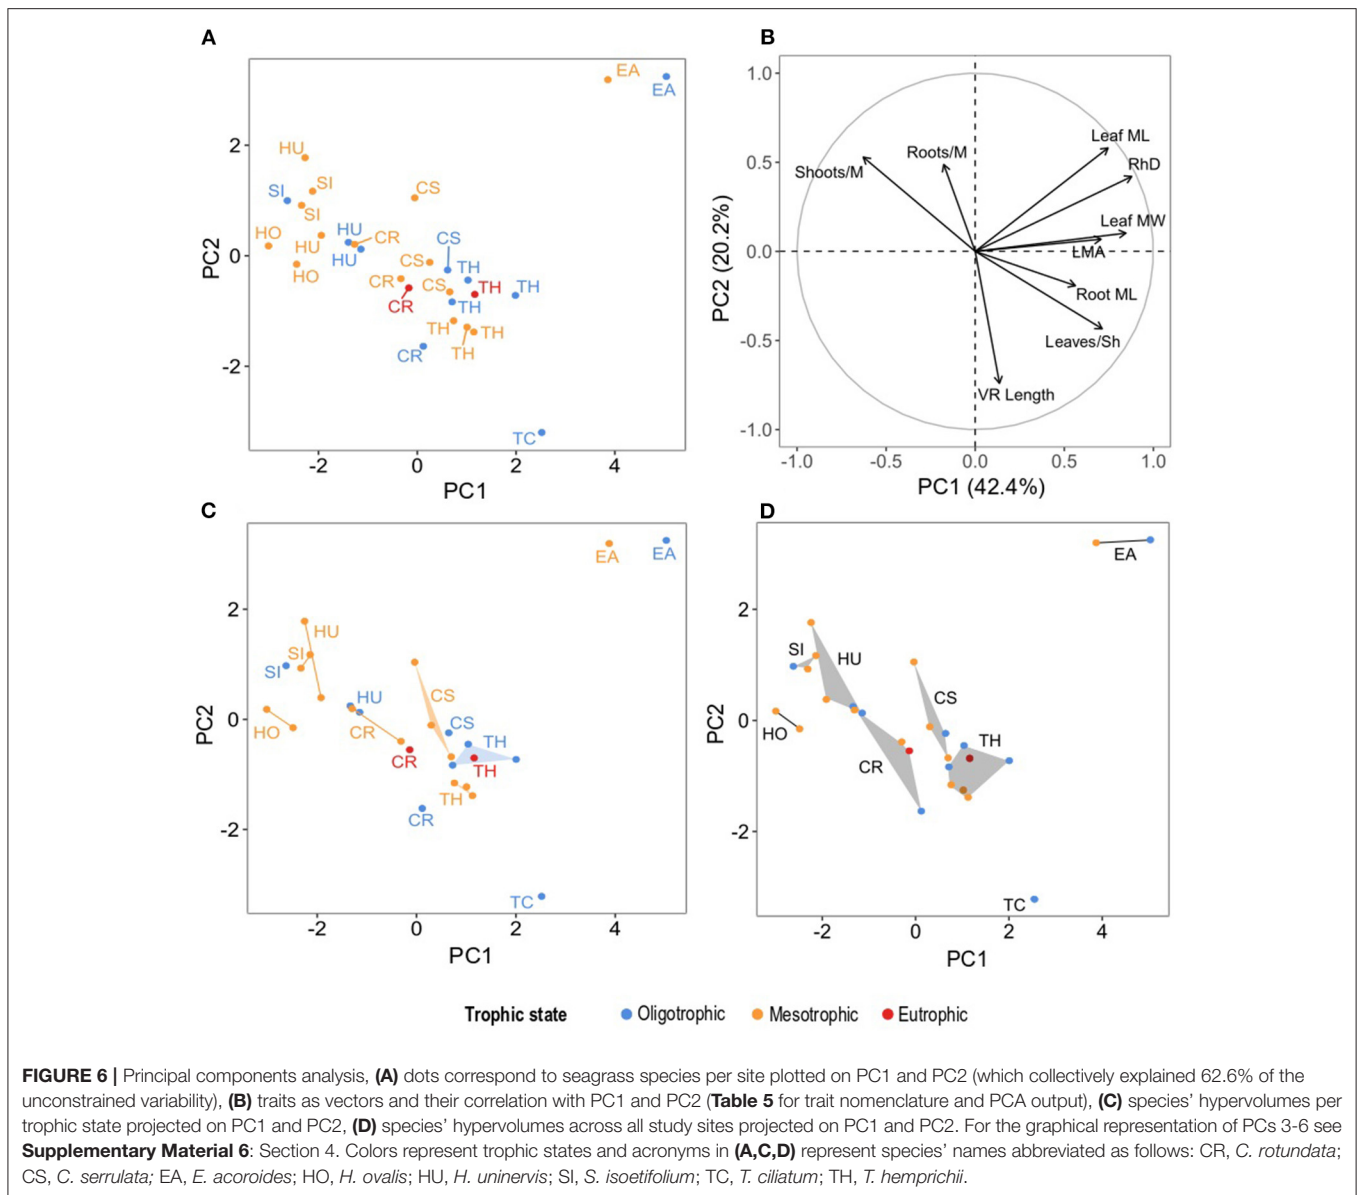 A
EA
EA
HU
SI
SI
SI
CS
HO
HU
HU
HU
CR
CS
HO
CS
TH
CR
CS
TH
TH
CR
TH
TH
TH
TH
CR
TC
2
0
-2
PC2
-2
0
2
4
PC1
B
1.0
0.5
0.0
-0.5
-1.0
PC2 (20.2%)
Leaf ML
RhD
Roots/M
Shoots/M
Leaf MW
LMA
Root ML
Leaves/Sh
VR Length
-1.0
-0.5
0.0
0.5
1.0
PC1 (42.4%)
C
EA
EA
HU
SI
SI
HU
CS
HO
CR
CS
TH
CR
TH
TH
CR
TC
2
0
-2
PC2
-2
0
2
4
PC1
D
EA
SI
HU
CS
HO
TH
CR
TC
2
0
-2
PC2
-2
0
2
4
PC1
Trophic state Oligotrophic Mesotrophic Eutrophic
FIGURE 6 | Principal components analysis, (A) dots correspond to seagrass species per site plotted on PC1 and PC2 (which collectively explained 62.6% of the
unconstrained variability), (B) traits as vectors and their correlation with PC1 and PC2 (Table 5 for trait nomenclature and PCA output), (C) species' hypervolumes per
trophic state projected on PC1 and PC2, (D) species' hypervolumes across all study sites projected on PC1 and PC2. For the graphical representation of PCs 3-6 see
Supplementary Material 6: Section 4. Colors represent trophic states and acronyms in (A,C,D) represent species' names abbreviated as follows: CR, C. rotundata;
CS, C. serrulata; EA, E. acoroides; HO, H. ovalis; HU, H. uninervis; SI, S. isoetifolium; TC, T. ciliatum; TH, T. hemprichii.